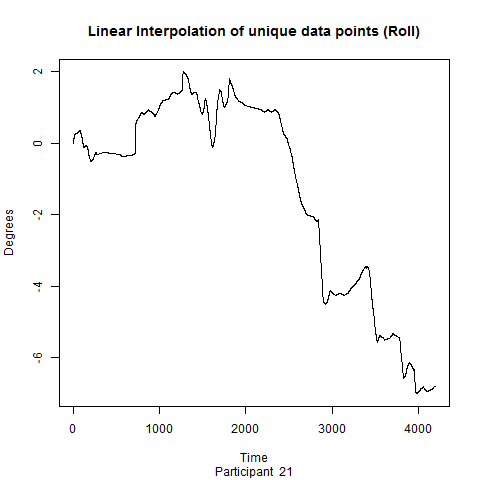 Linear Interpolation of unique data points (Roll)
2
0
-2
-4
-6
Degrees
0 1000 2000 3000 4000
Time
Participant 21